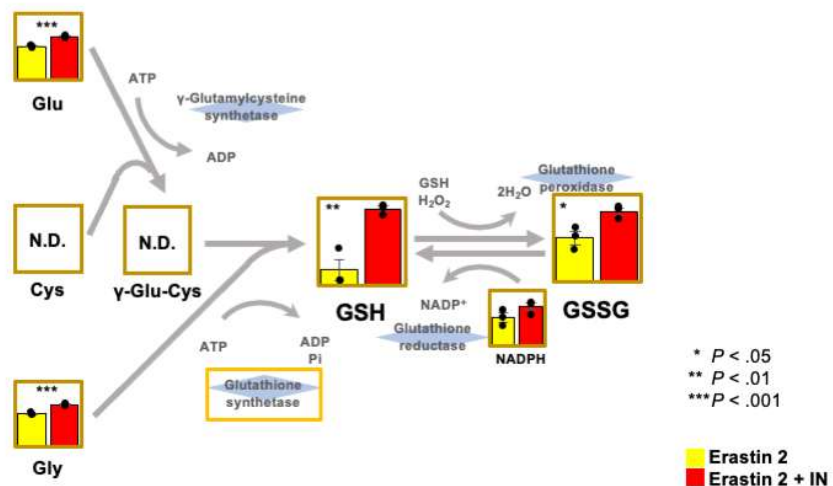 ***
Glu
ATP
γ-Glutamylcysteine
synthetase
ADP
N.D.
Cys
N.D.
γ-Glu-Cys
**
GSH
GSH
H₂O₂
2H₂O
Glutathione
peroxidase
*
GSSG
NADP⁺
Glutathione
reductase
NADPH
ATP
ADP
Pi
Glutathione
synthetase
***
Gly
* P < .05
** P < .01
***P < .001
Erastin 2
Erastin 2 + IN